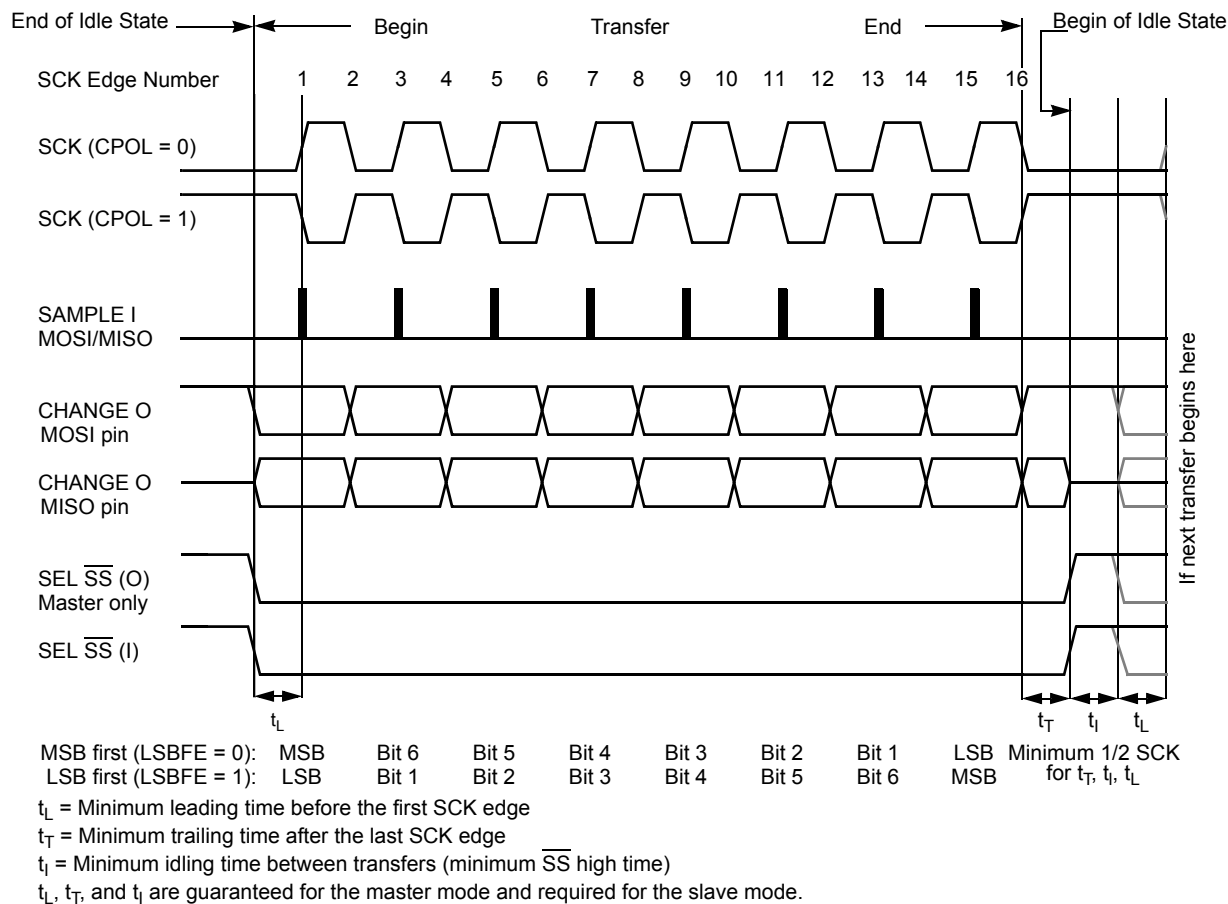 End of Idle State Begin Transfer End Begin of Idle State
SCK Edge Number 1 2 3 4 5 6 7 8 9 10 11 12 13 14 15 16
SCK (CPOL = 0)
SCK (CPOL = 1)
SAMPLE I
MOSI/MISO
CHANGE O
MOSI pin
CHANGE O
MISO pin
SEL S̅S̅ (O)
Master only
SEL S̅S̅ (I)
If next transfer begins here
tL tT tI tL
MSB first (LSBFE = 0): MSB Bit 6 Bit 5 Bit 4 Bit 3 Bit 2 Bit 1 LSB Minimum 1/2 SCK
LSB first (LSBFE = 1): LSB Bit 1 Bit 2 Bit 3 Bit 4 Bit 5 Bit 6 MSB for tT, tl, tL
tL = Minimum leading time before the first SCK edge
tT = Minimum trailing time after the last SCK edge
tI = Minimum idling time between transfers (minimum S̅S̅ high time)
tL, tT, and tI are guaranteed for the master mode and required for the slave mode.